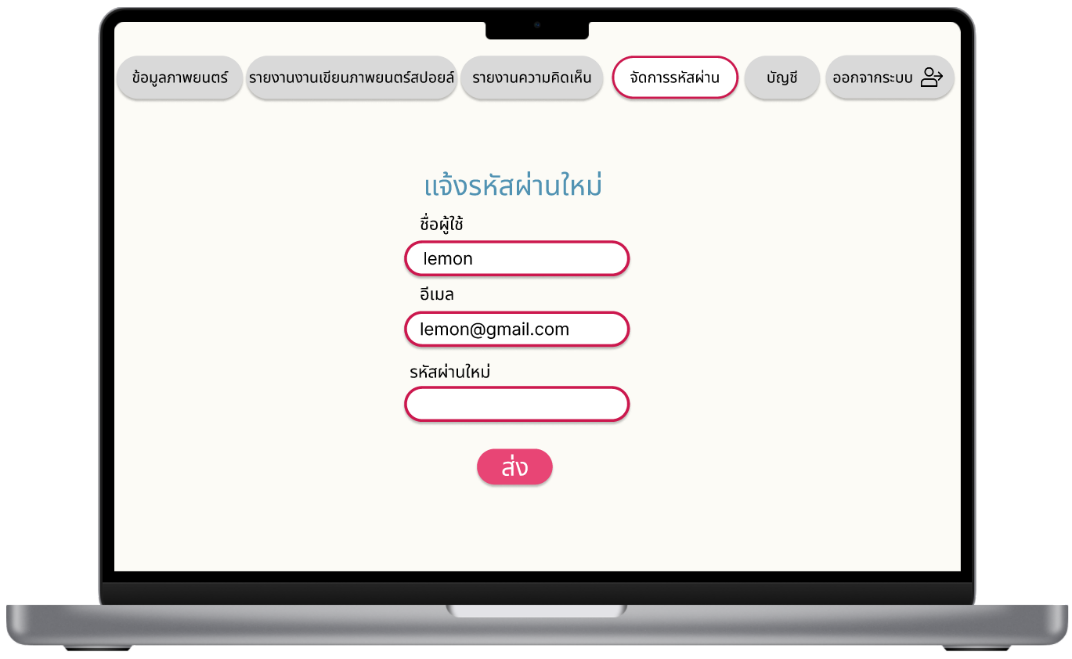 ข้อมูลภาพยนตร์
รายงานงานเขียนภาพยนตร์สปอยล์
รายงานความคิดเห็น
จัดการรหัสผ่าน
บัญชี
ออกจากระบบ
แจ้งรหัสผ่านใหม่
ชื่อผู้ใช้
lemon
อีเมล
lemon@gmail.com
รหัสผ่านใหม่
ส่ง